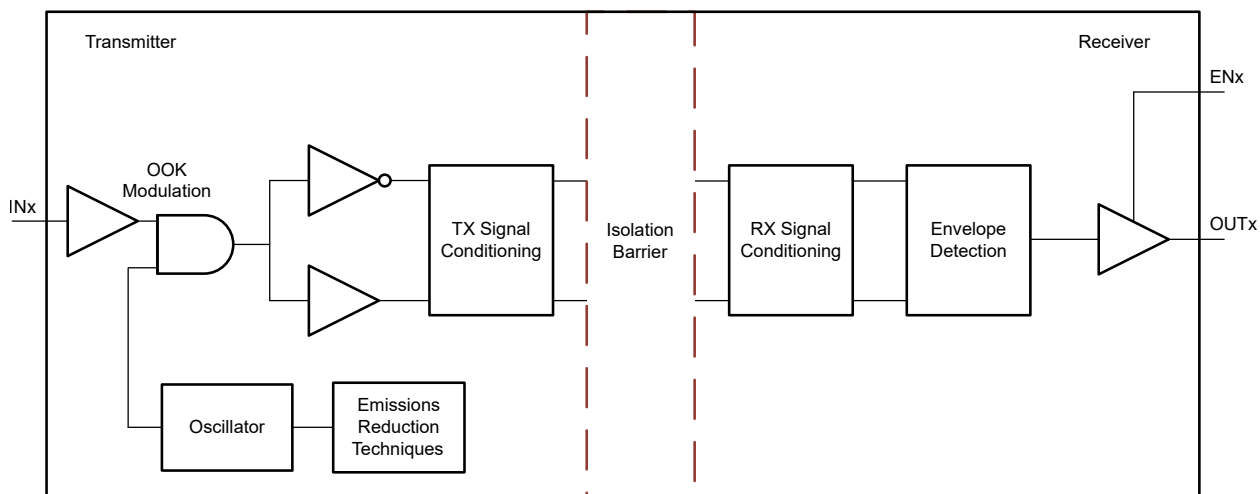 Transmitter
Receiver
ENx
OOK
Modulation
INx
TX Signal
Conditioning
Isolation
Barrier
RX Signal
Conditioning
Envelope
Detection
OUTx
Oscillator
Emissions
Reduction
Techniques